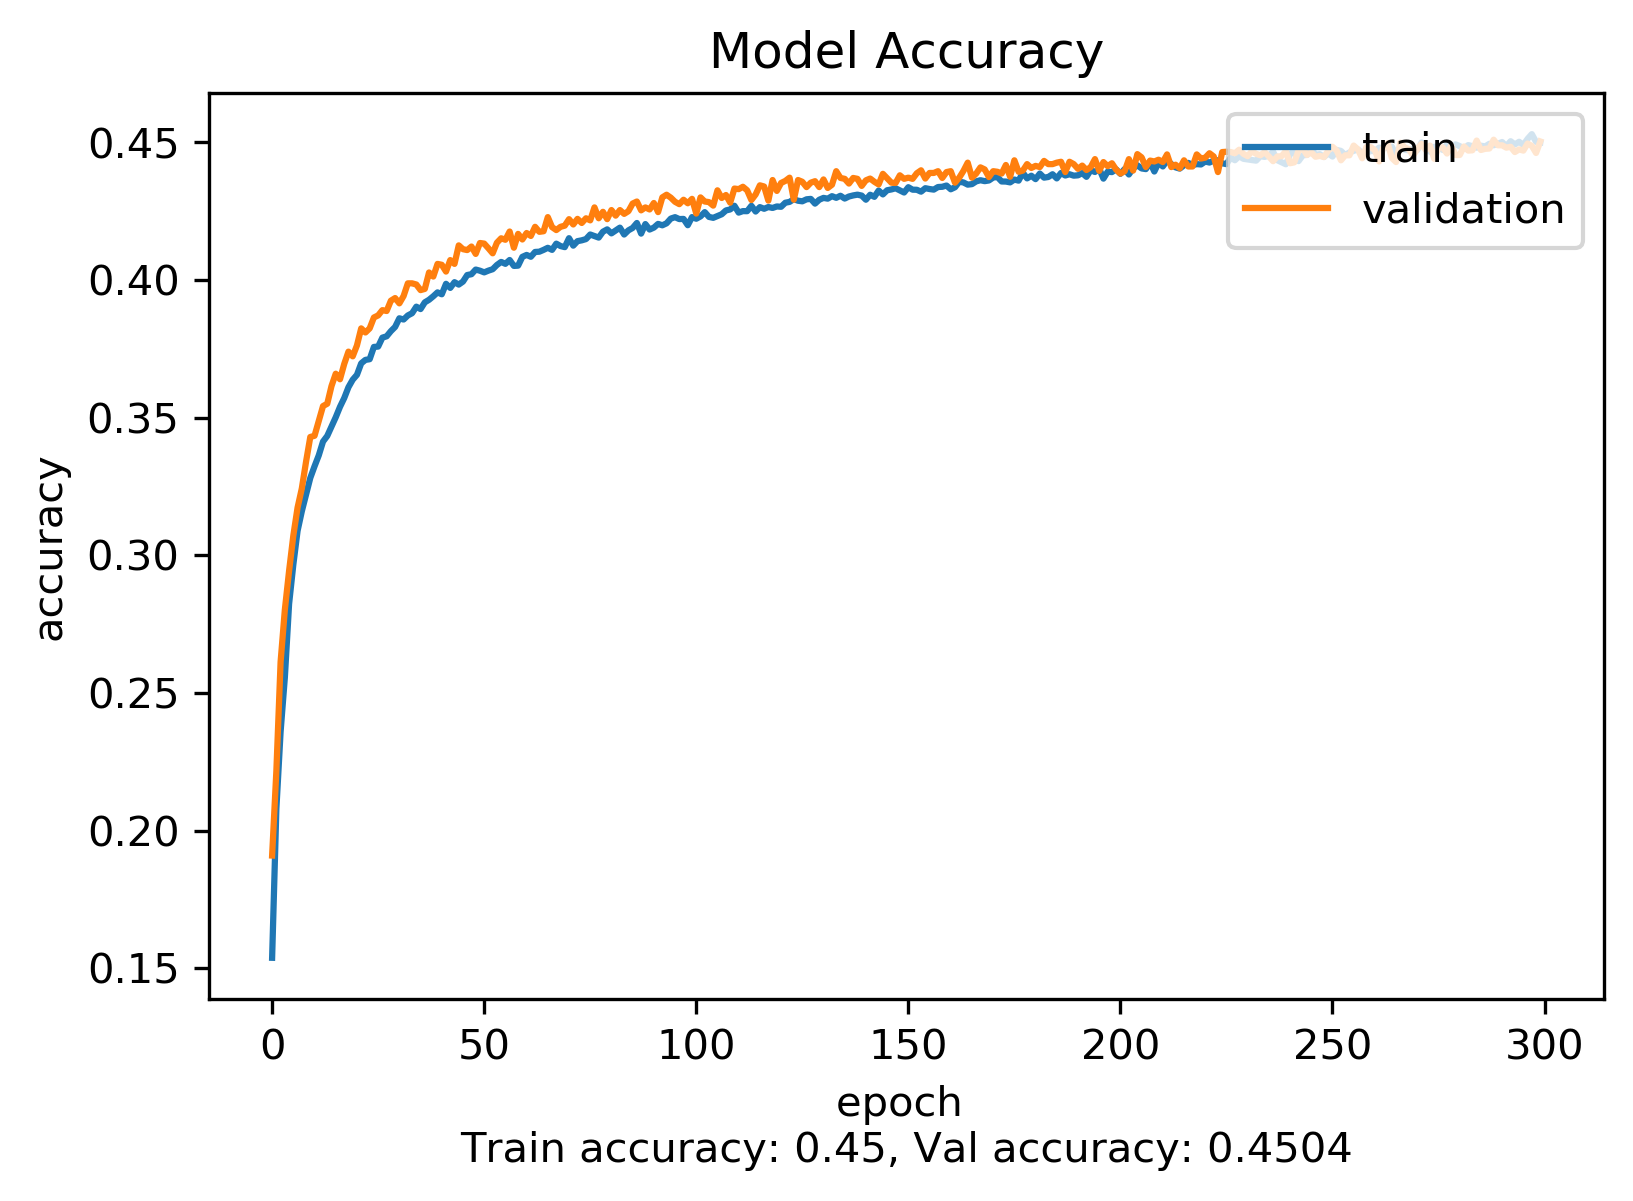 Model Accuracy
train
validation
0.45
0.40
0.35
0.30
0.25
0.20
0.15
accuracy
0 50 100 150 200 250 300
epoch
Train accuracy: 0.45, Val accuracy: 0.4504